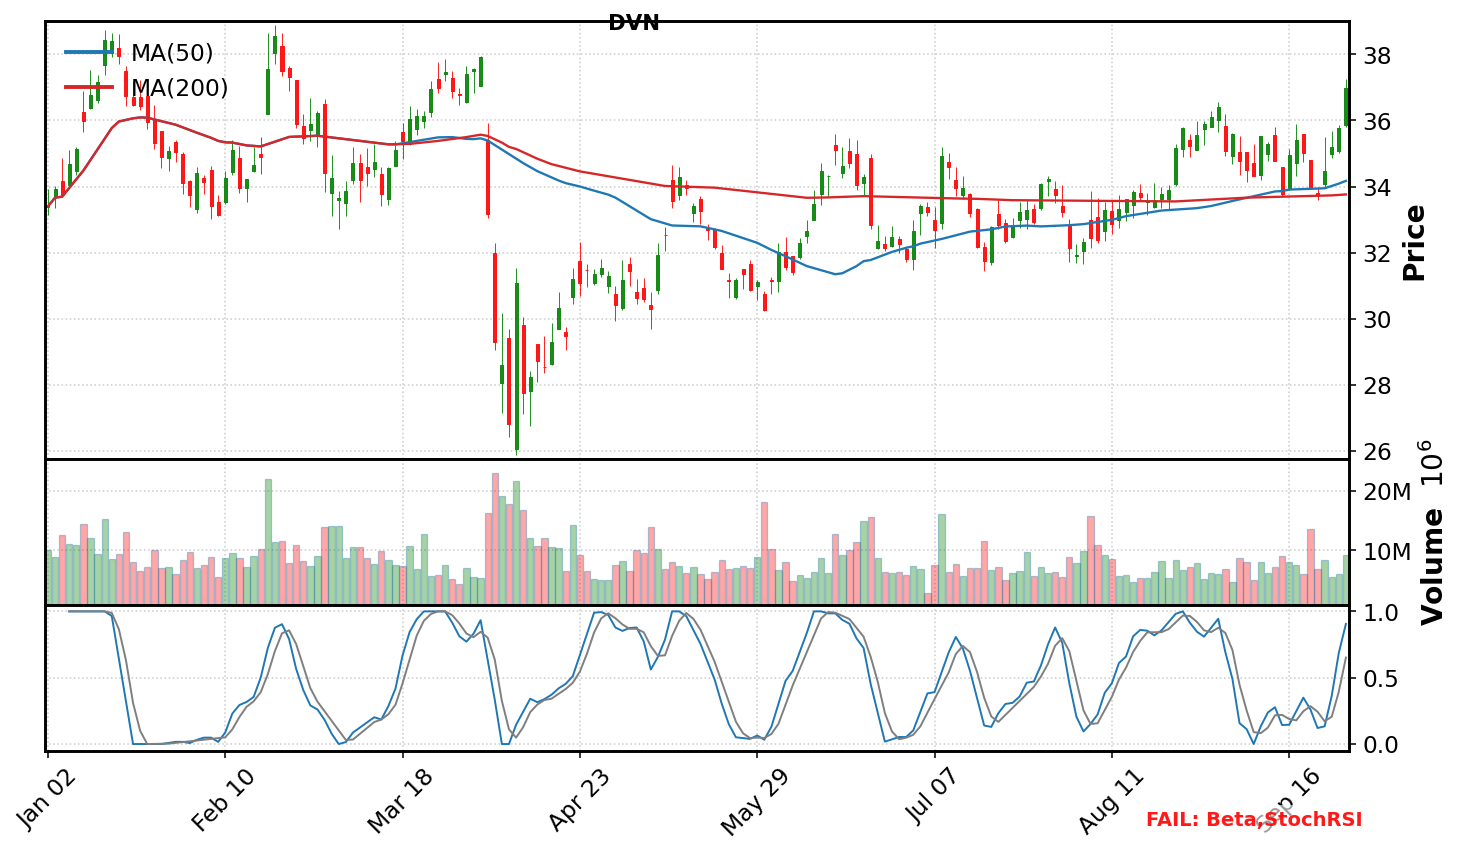 DVN
MA(50)
MA(200)
38
36
34
32
30
28
26
Price
20M
10M
Volume 10⁶
1.0
0.5
0.0
Jan 02
Feb 10
Mar 18
Apr 23
May 29
Jul 07
Aug 11
Sep 16
FAIL: Beta,StochRSI